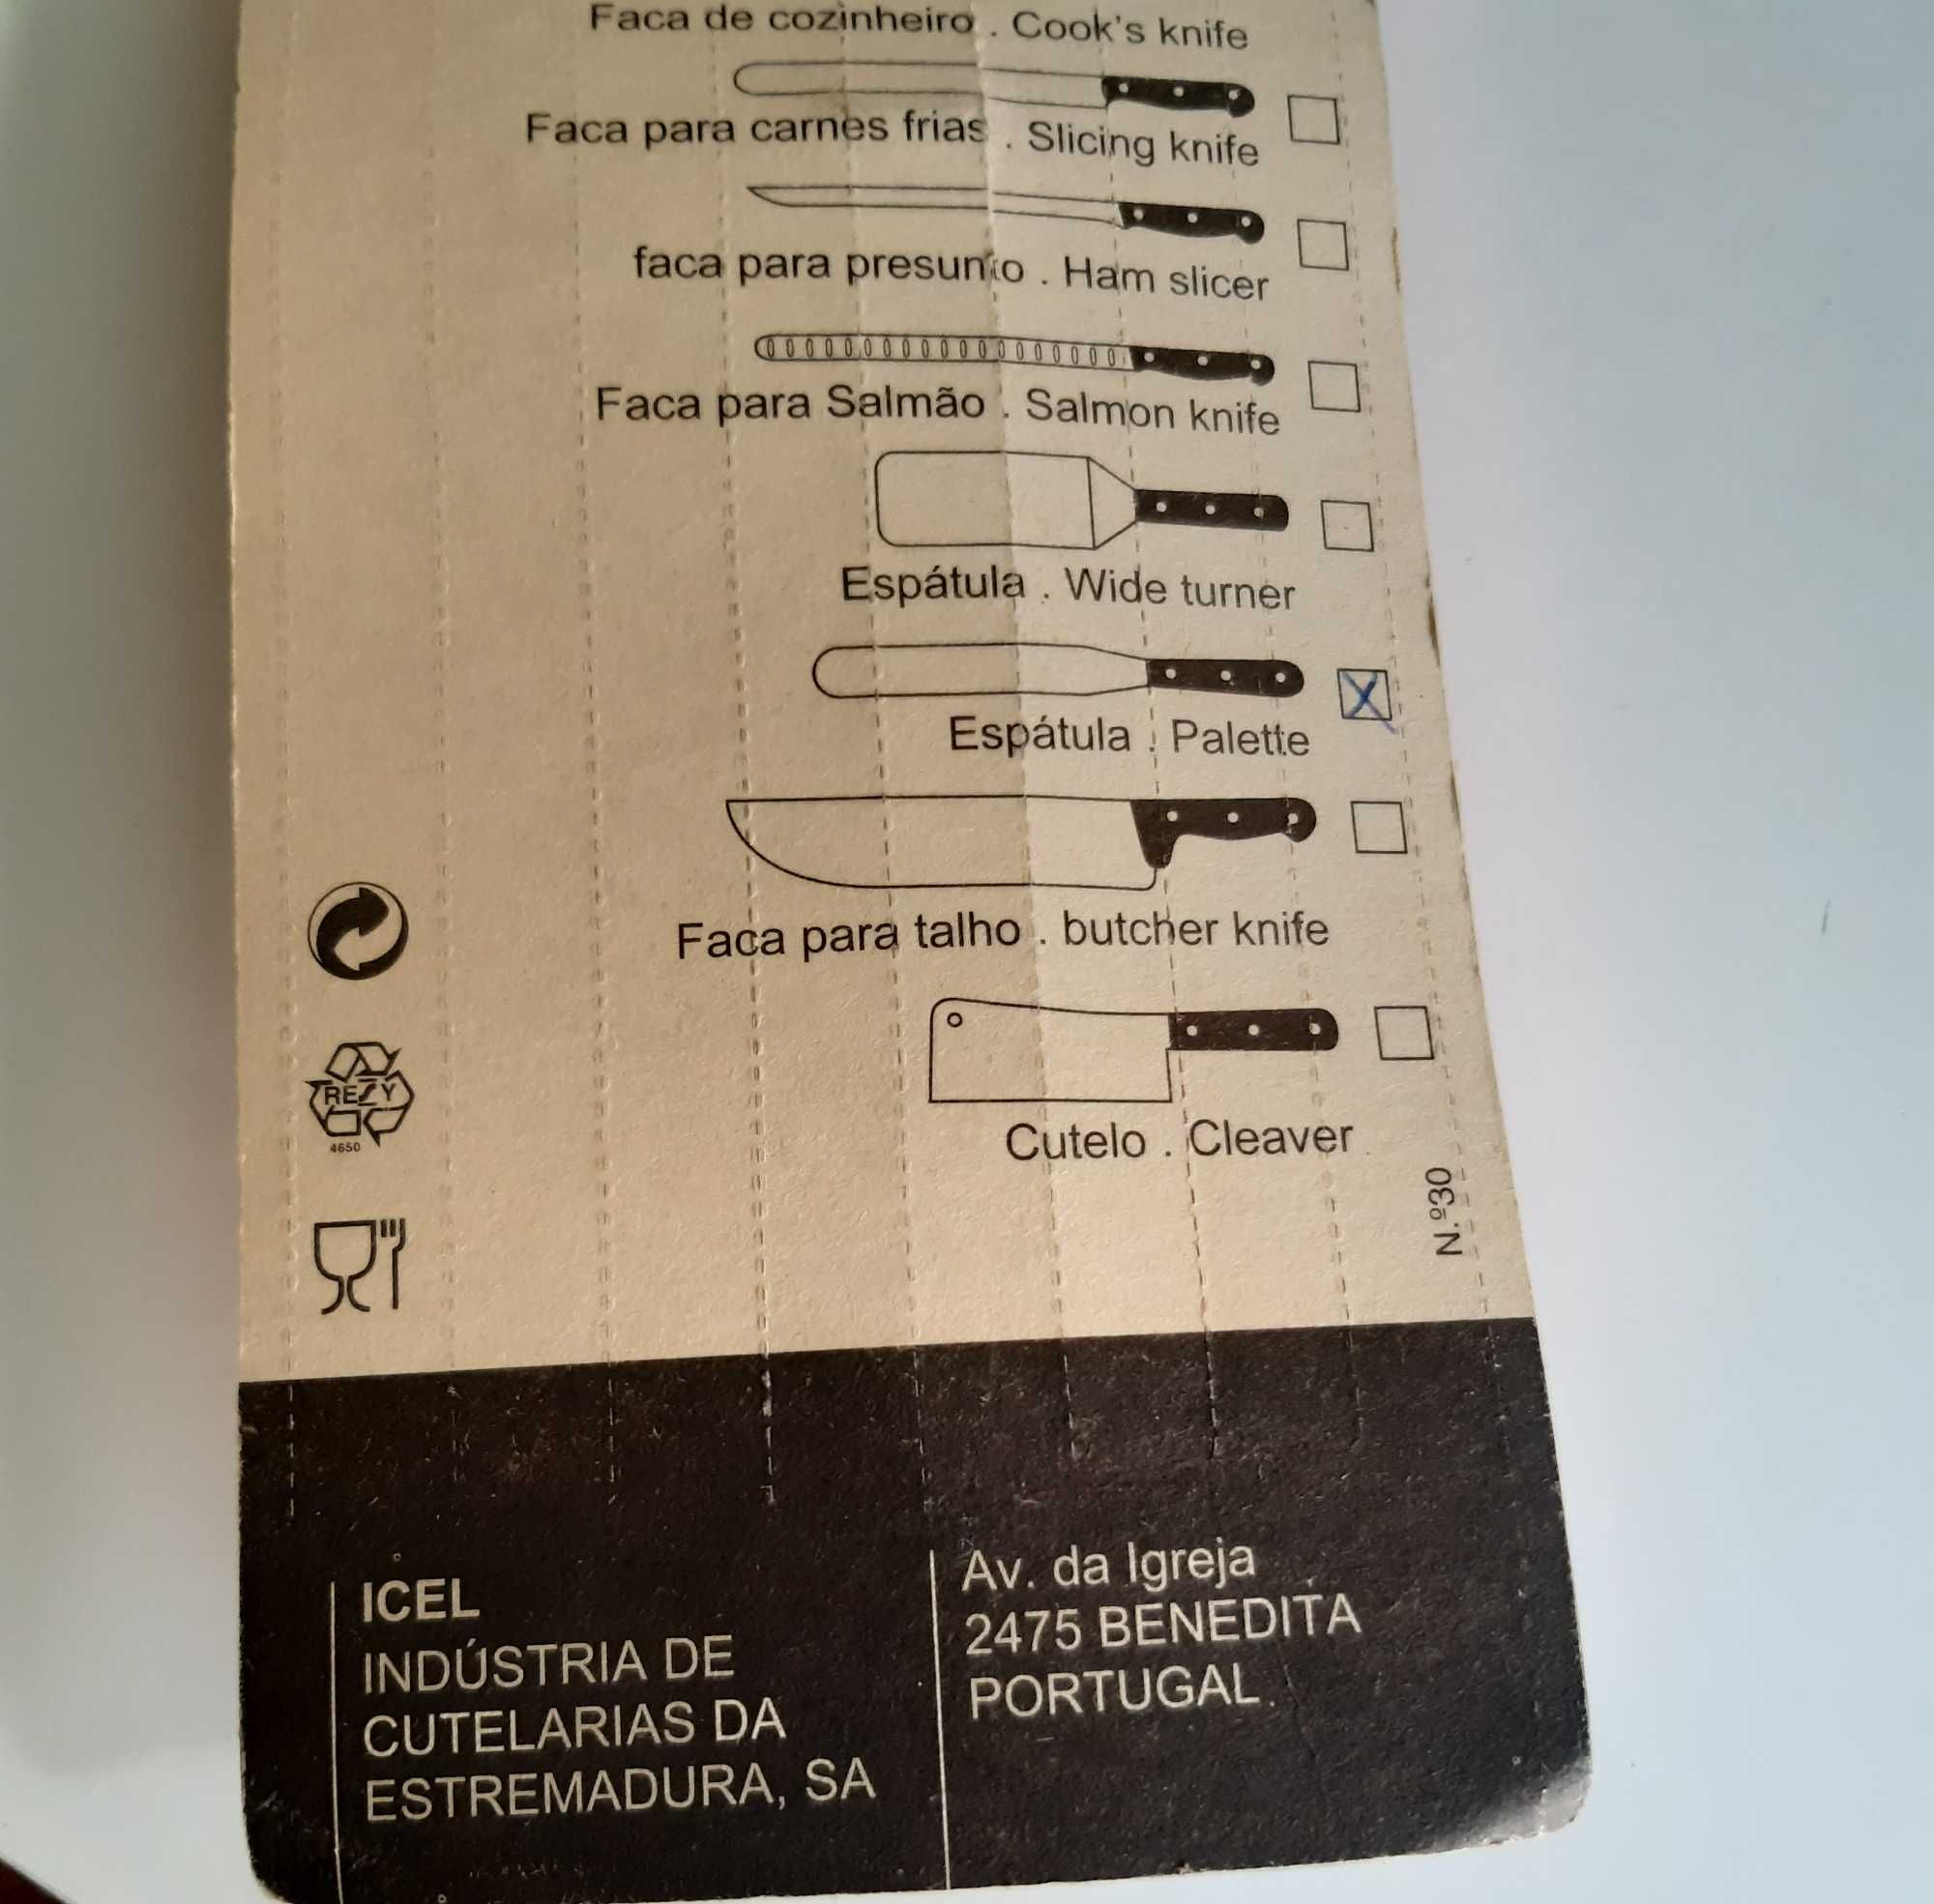 Faca de cozinheiro . Cook's knife
Faca para carnes frias . Slicing knife
faca para presunto . Ham slicer
Faca para Salmão . Salmon knife
Espátula . Wide turner
X
Espátula . Palette
Faca para talho . butcher knife
Cutelo . Cleaver
RESY
4650
N.º30
ICEL
INDÚSTRIA DE
CUTELARIAS DA
ESTREMADURA, SA
Av. da Igreja
2475 BENEDITA
PORTUGAL